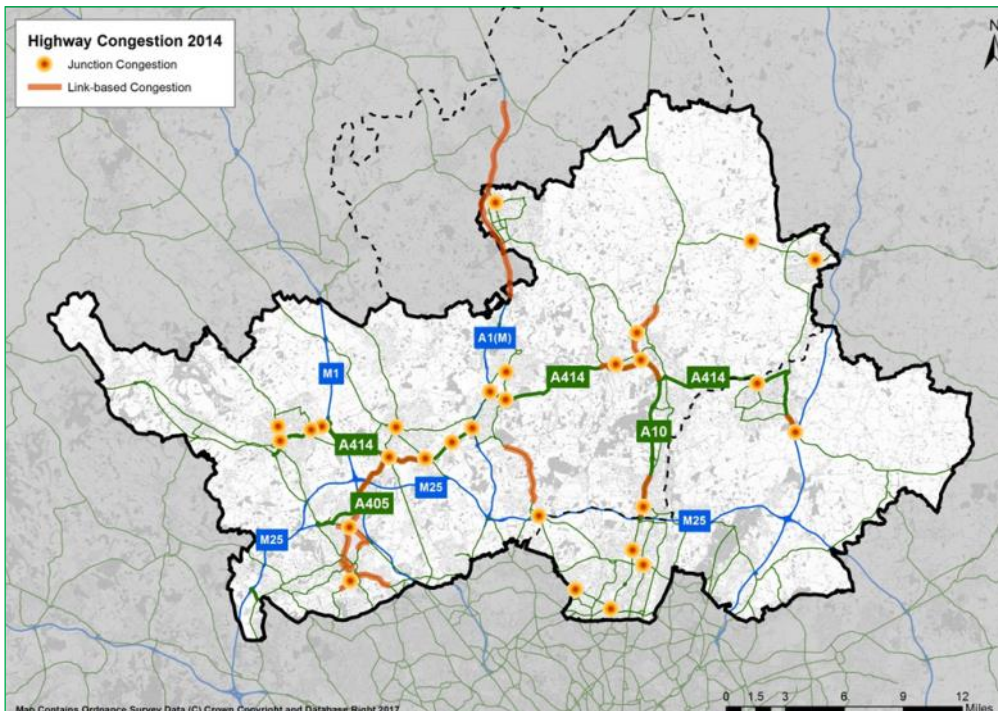 Highway Congestion 2014
Junction Congestion
Link-based Congestion
N
A1(M)
M1
A414
A414
A10
A414
M25
A405
M25
M25
0 1.5 3 6 9 12
Miles
Map Contains Ordnance Survey Data (C) Crown Copyright and Database Right 2017